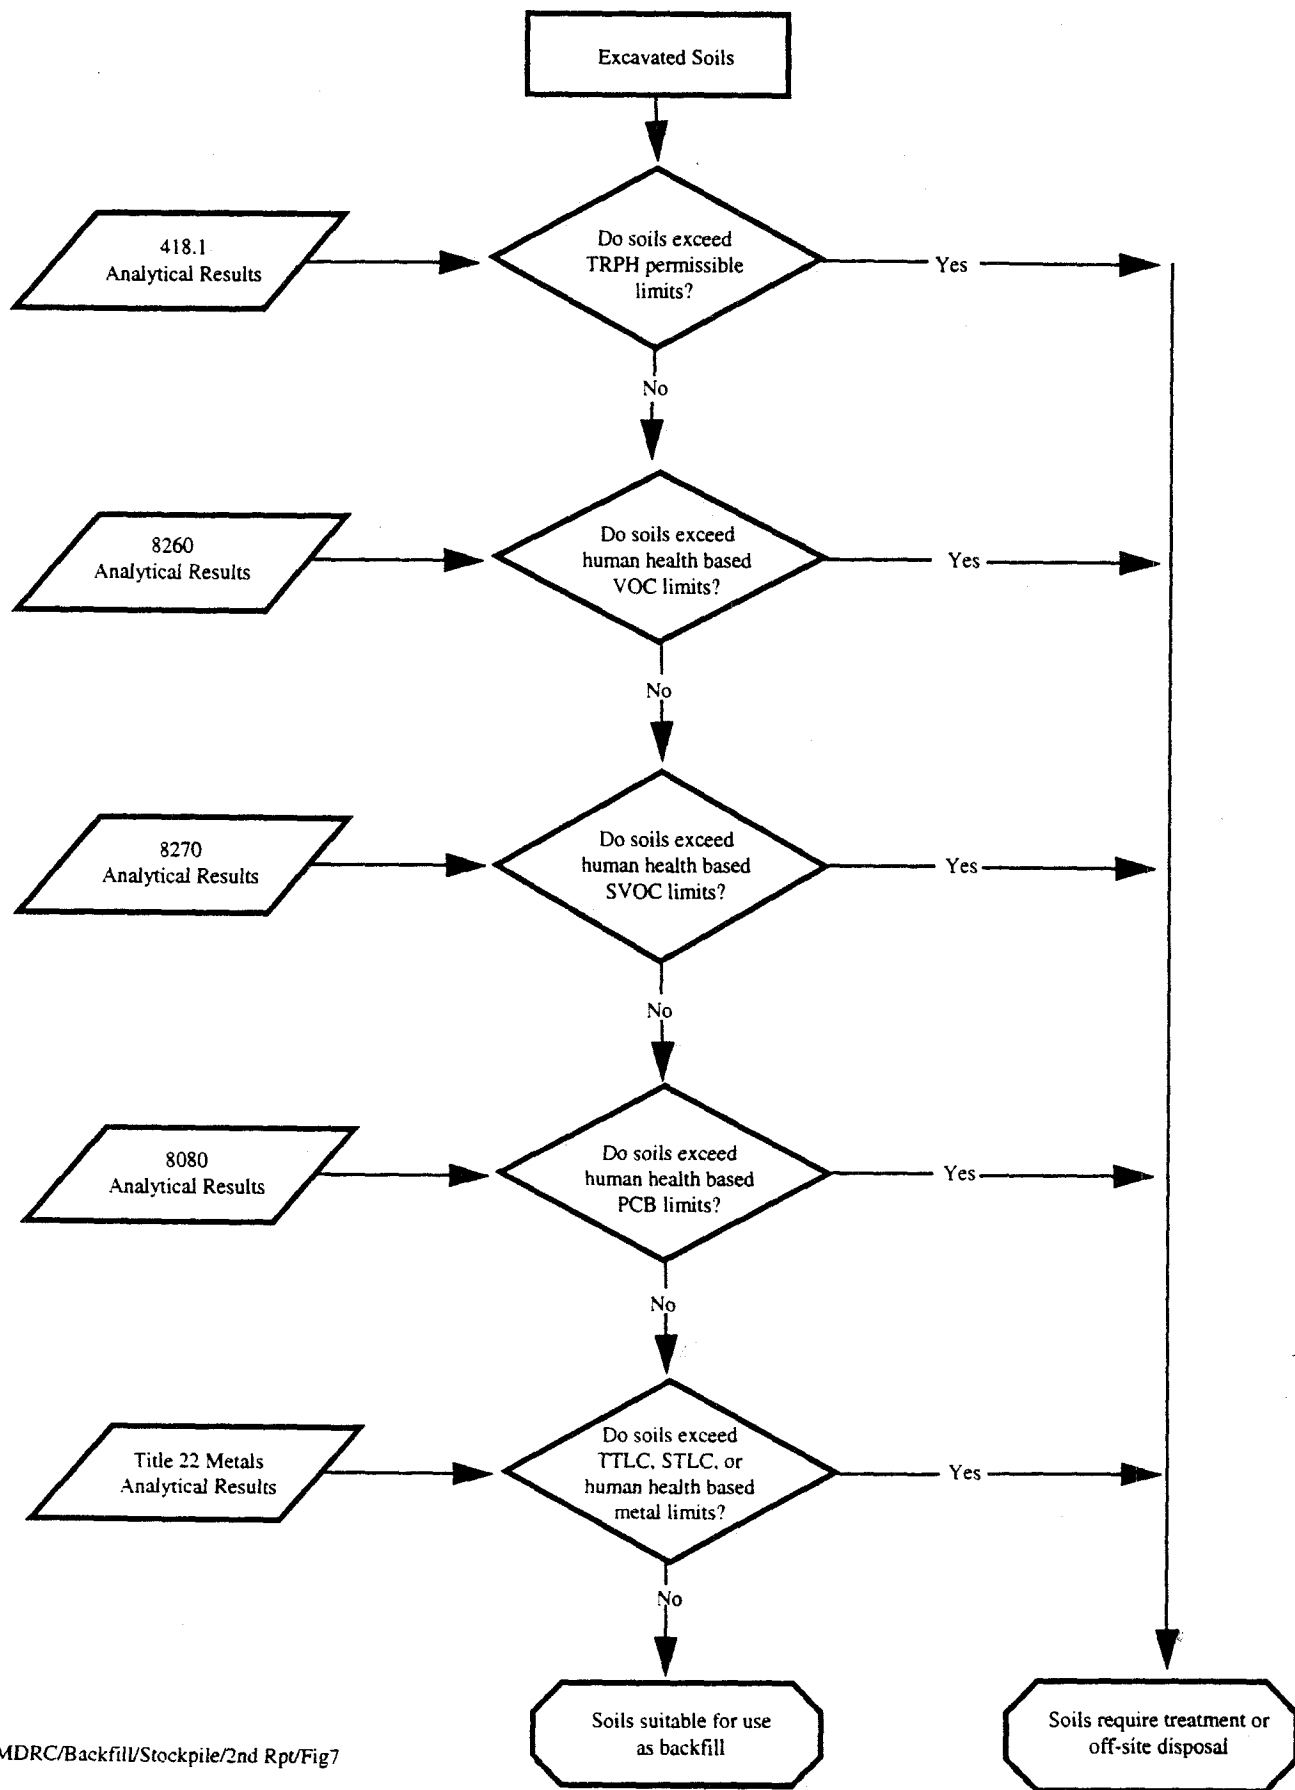 Excavated Soils
418.1
Analytical Results
Do soils exceed
TRPH permissible
limits?
Yes
No
8260
Analytical Results
Do soils exceed
human health based
VOC limits?
Yes
No
8270
Analytical Results
Do soils exceed
human health based
SVOC limits?
Yes
No
8080
Analytical Results
Do soils exceed
human health based
PCB limits?
Yes
No
Title 22 Metals
Analytical Results
Do soils exceed
TTLC, STLC, or
human health based
metal limits?
Yes
No
Soils suitable for use
as backfill
Soils require treatment or
off-site disposal
MDRC/Backfill/Stockpile/2nd Rpt/Fig7